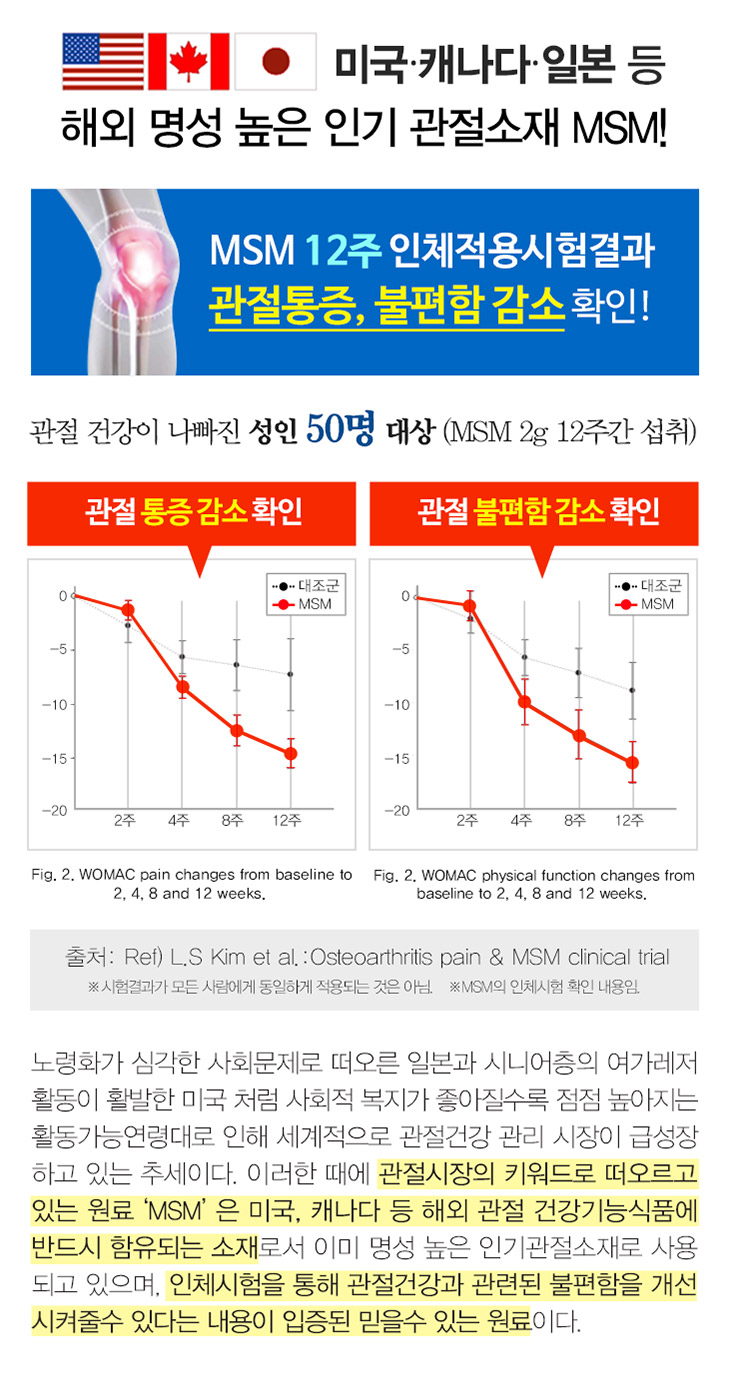 미국·캐나다·일본 등
해외 명성 높은 인기 관절소재 MSM!
MSM 12주 인체적용시험결과
관절통증, 불편함 감소 확인!
관절 건강이 나빠진 성인 50명 대상 (MSM 2g 12주간 섭취)
관절 통증 감소 확인
대조군
MSM
0
-5
-10
-15
-20
2주 4주 8주 12주
Fig. 2. WOMAC pain changes from baseline to
2, 4, 8 and 12 weeks.
관절 불편함 감소 확인
대조군
MSM
0
-5
-10
-15
-20
2주 4주 8주 12주
Fig. 2. WOMAC physical function changes from
baseline to 2, 4, 8 and 12 weeks.
출처: Ref) L.S Kim et al.:Osteoarthritis pain & MSM clinical trial
※시험결과가 모든 사람에게 동일하게 적용되는 것은 아님. ※MSM의 인체시험 확인 내용임.
노령화가 심각한 사회문제로 떠오른 일본과 시니어층의 여가레저
활동이 활발한 미국 처럼 사회적 복지가 좋아질수록 점점 높아지는
활동가능연령대로 인해 세계적으로 관절건강 관리 시장이 급성장
하고 있는 추세이다. 이러한 때에 관절시장의 키워드로 떠오르고
있는 원료 ‘MSM’ 은 미국, 캐나다 등 해외 관절 건강기능식품에
반드시 함유되는 소재로서 이미 명성 높은 인기관절소재로 사용
되고 있으며, 인체시험을 통해 관절건강과 관련된 불편함을 개선
시켜줄수 있다는 내용이 입증된 믿을수 있는 원료이다.